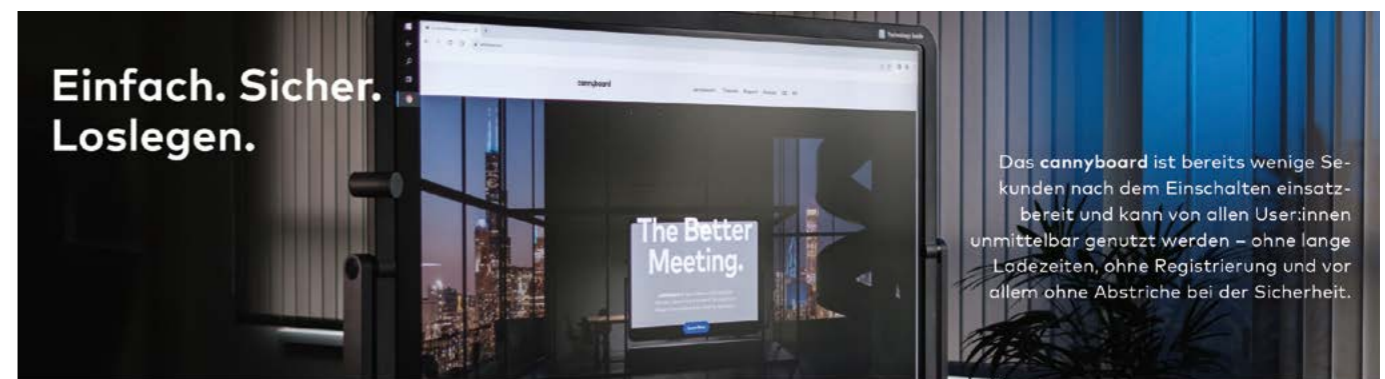 Einfach. Sicher.
Loslegen.
cannyboard
The Better
Meeting.
Das cannyboard ist bereits wenige Se-
kunden nach dem Einschalten einsatz-
bereit und kann von allen User:innen
unmittelbar genutzt werden – ohne lange
Ladezeiten, ohne Registrierung und vor
allem ohne Abstriche bei der Sicherheit.